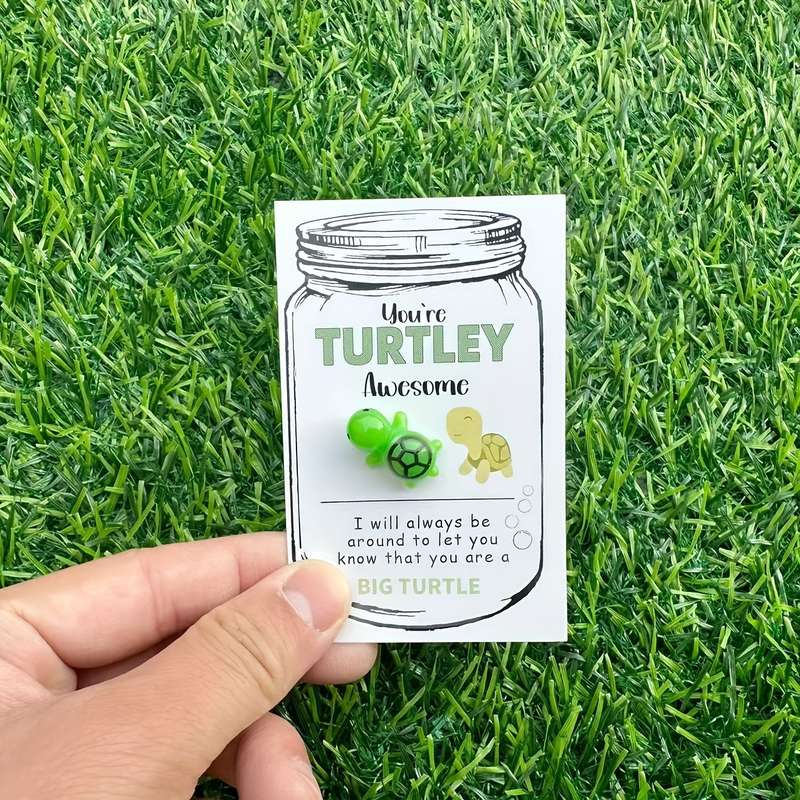 You're
TURTLEY
Awesome
I will always be
around to let you
know that you are a
BIG TURTLE